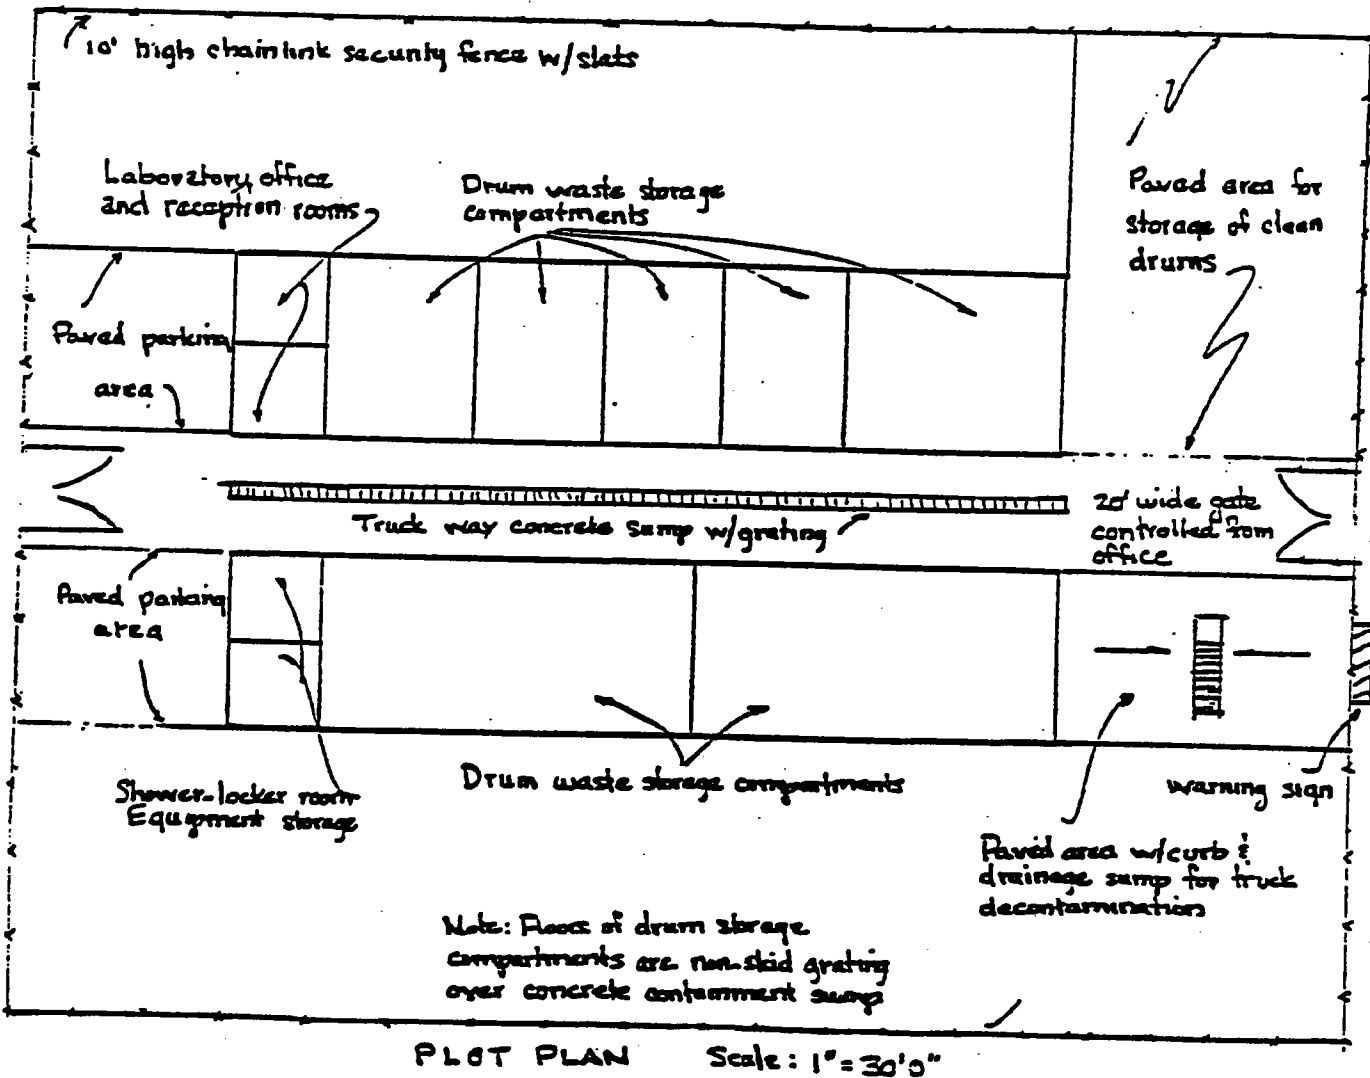 10' high chainlink security fence w/slats
Laboratory, office
and reception rooms
Drum waste storage
compartments
Paved area for
storage of clean
drums
Paved parking
area
Truck way concrete sump w/grating
20' wide gate
controlled from
office
Paved parking
area
Shower-locker room
Equipment storage
Drum waste storage compartments
warning sign
Paved area w/curb &
drainage sump for truck
decontamination
Note: Floors of drum storage
compartments are non-skid grating
over concrete containment sump
PLOT PLAN Scale: 1"=30'0"